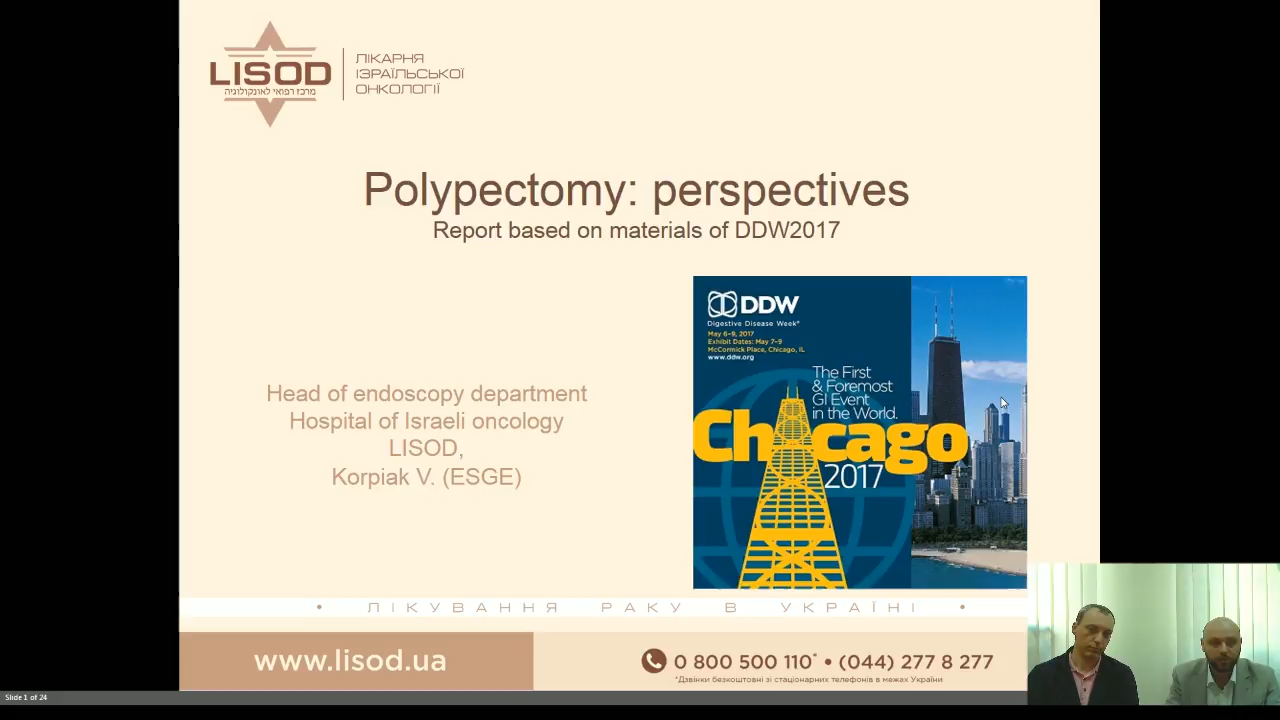 LISOD
מרכז רפואי לאונקולוגיה
ЛІКАРНЯ
ІЗРАЇЛЬСЬКОЇ
ОНКОЛОГІЇ
Polypectomy: perspectives
Report based on materials of DDW2017
Head of endoscopy department
Hospital of Israeli oncology
LISOD,
Korpiak V. (ESGE)
DDW
Digestive Disease Week®
May 6–9, 2017
Exhibit Dates: May 7–9
McCormick Place, Chicago, IL
www.ddw.org
The First
& Foremost
GI Event
in the World.
Chicago
2017
• ЛІКУВАННЯ РАКУ В УКРАЇНІ •
www.lisod.ua
0 800 500 110* • (044) 277 8 277
*Дзвінки безкоштовні зі стаціонарних телефонів в межах України
Slide 1 of 24